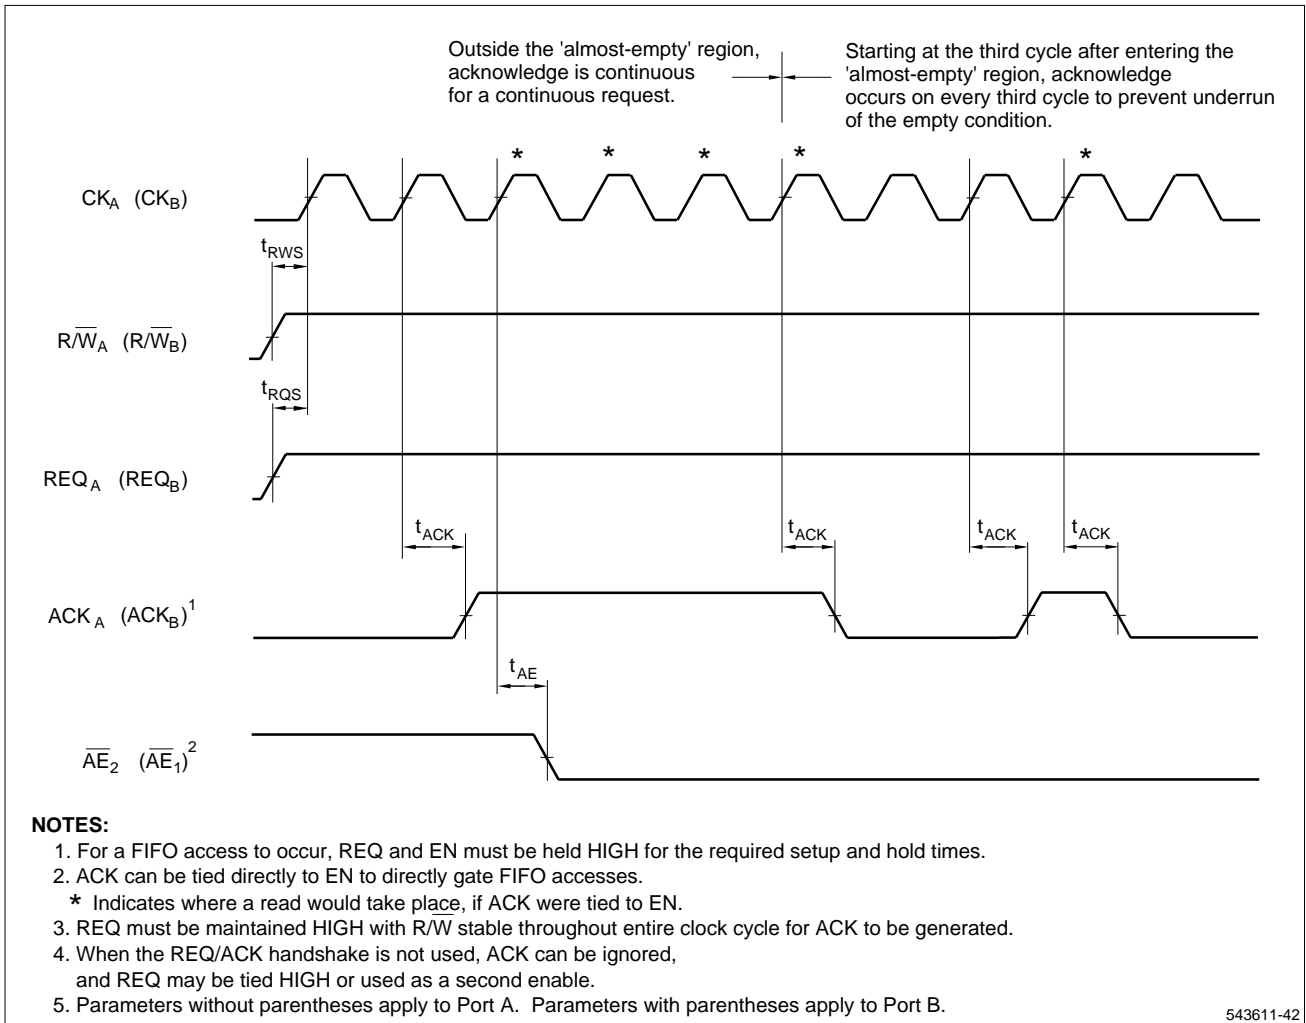 Outside the 'almost-empty' region,
acknowledge is continuous
for a continuous request.
Starting at the third cycle after entering the
'almost-empty' region, acknowledge
occurs on every third cycle to prevent underrun
of the empty condition.
* * * * *
CKA (CKB)
tRWS
R/W̅A (R/W̅B)
tRQS
REQA (REQB)
tACK tACK tACK tACK
ACKA (ACKB)1
tAE
A̅E̅2 (A̅E̅1)2
NOTES:
1. For a FIFO access to occur, REQ and EN must be held HIGH for the required setup and hold times.
2. ACK can be tied directly to EN to directly gate FIFO accesses.
* Indicates where a read would take place, if ACK were tied to EN.
3. REQ must be maintained HIGH with R/W̅ stable throughout entire clock cycle for ACK to be generated.
4. When the REQ/ACK handshake is not used, ACK can be ignored,
and REQ may be tied HIGH or used as a second enable.
5. Parameters without parentheses apply to Port A. Parameters with parentheses apply to Port B.
543611-42